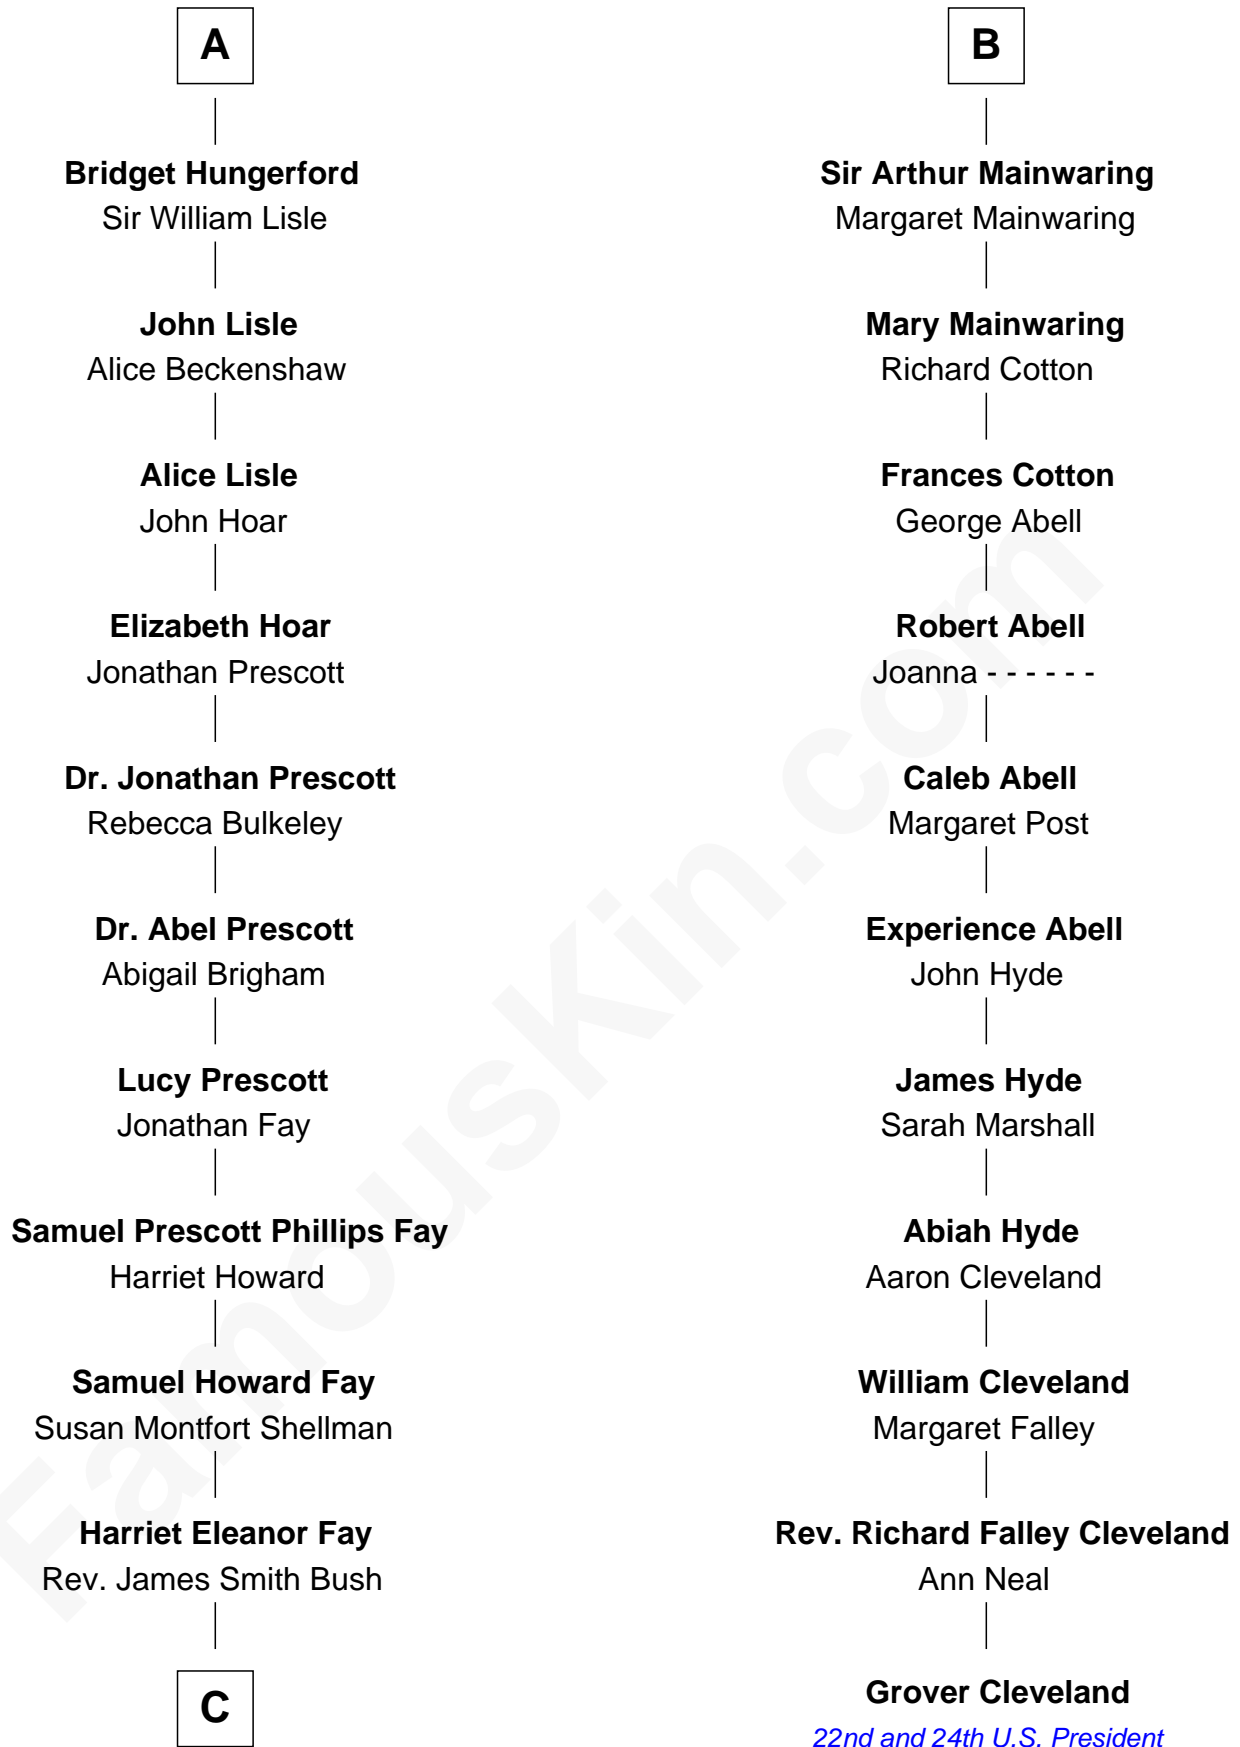 A
Bridget Hungerford
Sir William Lisle
John Lisle
Alice Beckenshaw
Alice Lisle
John Hoar
Elizabeth Hoar
Jonathan Prescott
Dr. Jonathan Prescott
Rebecca Bulkeley
Dr. Abel Prescott
Abigail Brigham
Lucy Prescott
Jonathan Fay
Samuel Prescott Phillips Fay
Harriet Howard
Samuel Howard Fay
Susan Montfort Shellman
Harriet Eleanor Fay
Rev. James Smith Bush
C
B
Sir Arthur Mainwaring
Margaret Mainwaring
Mary Mainwaring
Richard Cotton
Frances Cotton
George Abell
Robert Abell
Joanna - - - - - -
Caleb Abell
Margaret Post
Experience Abell
John Hyde
James Hyde
Sarah Marshall
Abiah Hyde
Aaron Cleveland
William Cleveland
Margaret Falley
Rev. Richard Falley Cleveland
Ann Neal
Grover Cleveland
22nd and 24th U.S. President
FamousKin.com